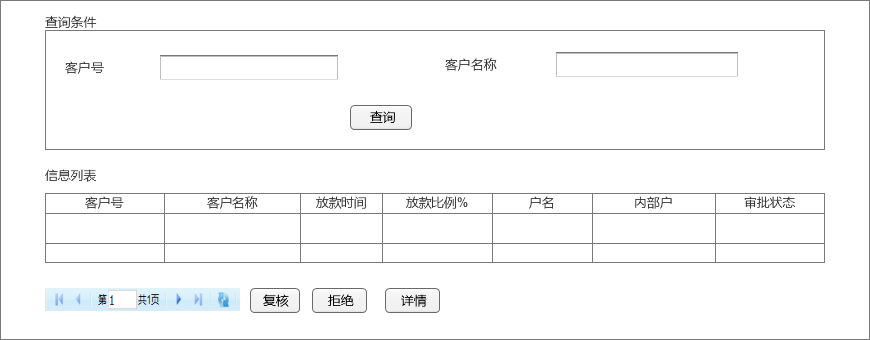 查询条件
客户号 客户名称
查询
信息列表
客户号 客户名称 放款时间 放款比例% 户名 内部户 审批状态
第1 共1页 复核 拒绝 详情